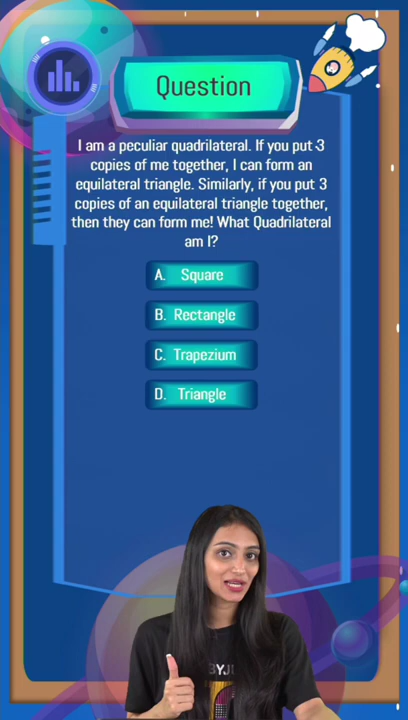 Question
I am a peculiar quadrilateral. If you put 3
copies of me together, I can form an
equilateral triangle. Similarly, if you put 3
copies of an equilateral triangle together,
then they can form me! What Quadrilateral
am I?
A. Square
B. Rectangle
C. Trapezium
D. Triangle
BYJU